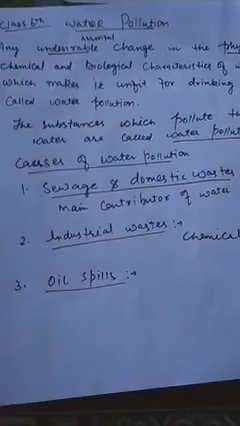 Class 6th Water Pollution
Any undesirable change in the phy
Chemical and Biological Characteristics of w
which makes it unfit for drinking
Called water pollution.
The substances which pollute th
water are Called water pollut
Causes of water pollution
1. Sewage & domestic wastes
Main Contributor of water
2. Industrial wastes :→
Chemical
3. Oil Spills :→